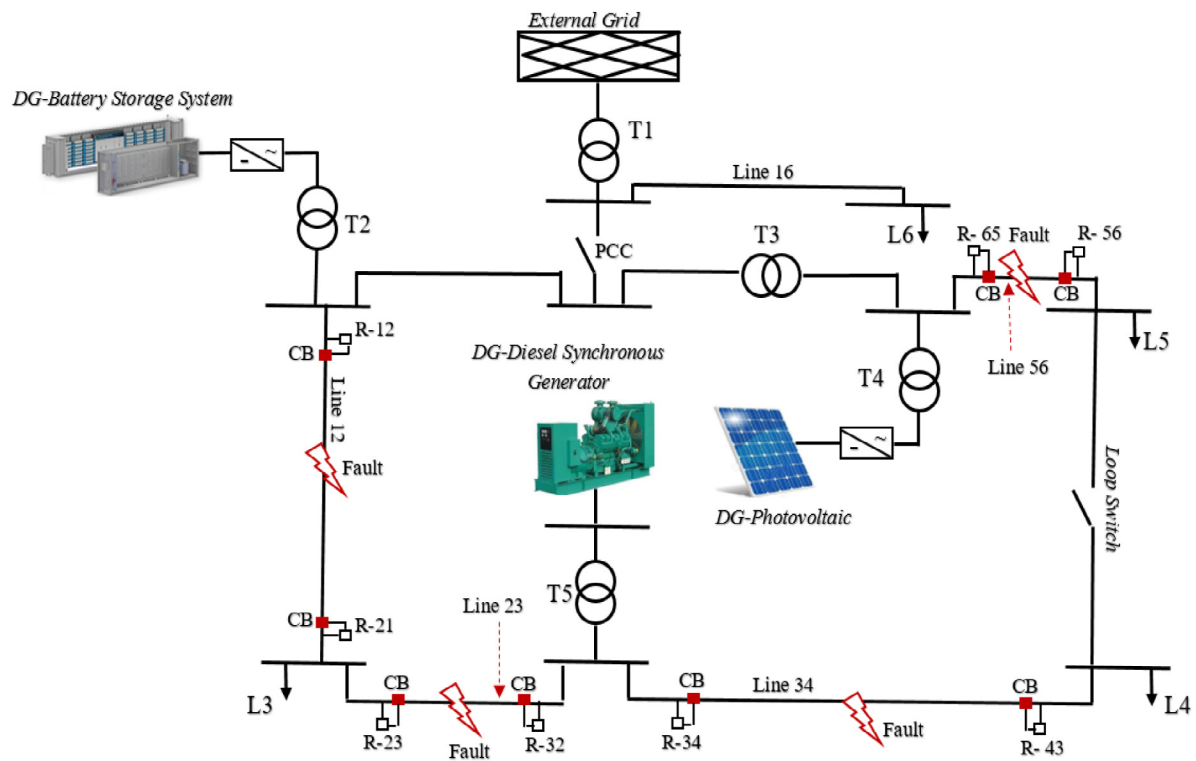 External Grid
DG-Battery Storage System
T1
- ~
Line 16
T2
L6
PCC
T3
R- 65
Fault
R- 56
CB
CB
R-12
CB
Line 12
DG-Diesel Synchronous
Generator
T4
Line 56
L5
Fault
- ~
DG-Photovoltaic
Loop Switch
T5
Line 23
CB
R-21
L3
CB
CB
R-23
Fault
R-32
CB
Line 34
CB
R-34
Fault
R- 43
L4